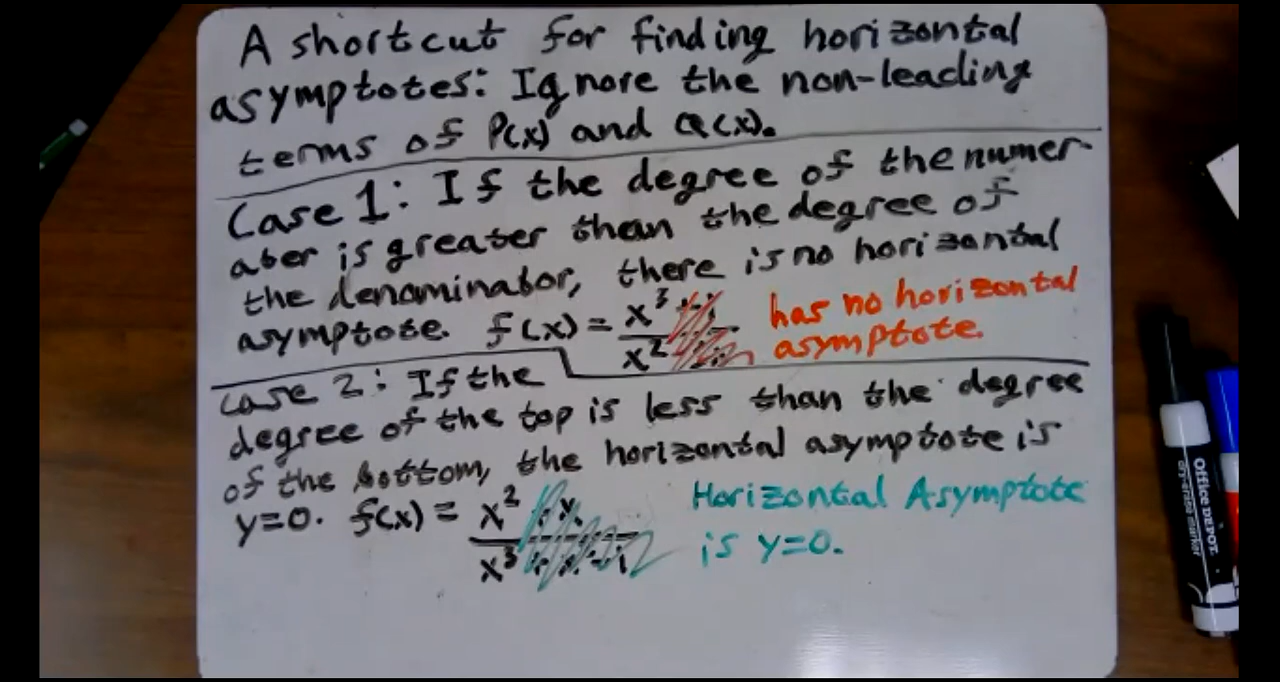 A shortcut for finding horizontal
asymptotes: Ignore the non-leading
terms of P(x) and Q(x).
Case 1: If the degree of the numer-
ator is greater than the degree of
the denominator, there is no horizontal
asymptote. f(x) = x³ / x² has no horizontal
asymptote.
Case 2: If the
degree of the top is less than the degree
of the bottom, the horizontal asymptote is
y=0. f(x) = x² / x³ Horizontal Asymptote
is y=0.
Office DEPOT
dry-erase marker